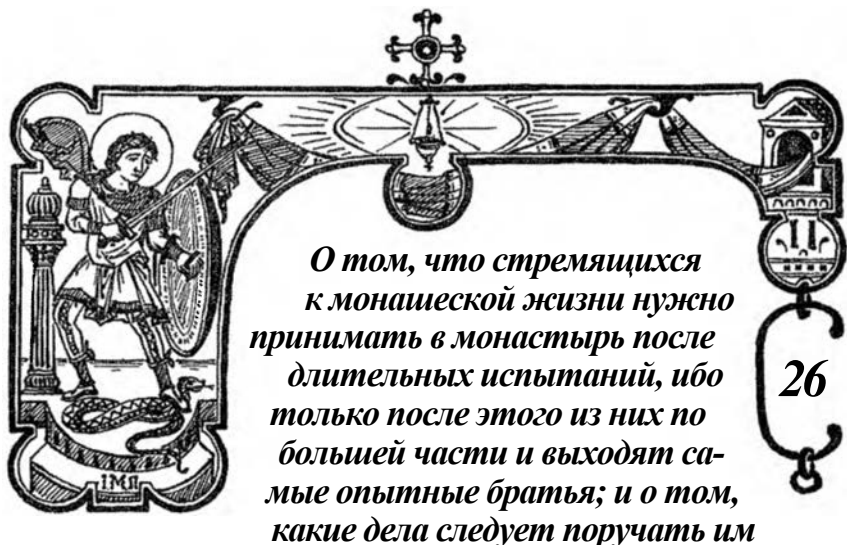 О том, что стремящихся
к монашеской жизни нужно
принимать в монастырь после
длительных испытаний, ибо
только после этого из них по
большей части и выходят са-
мые опытные братья; и о том,
какие дела следует поручать им
26
ІМЯ